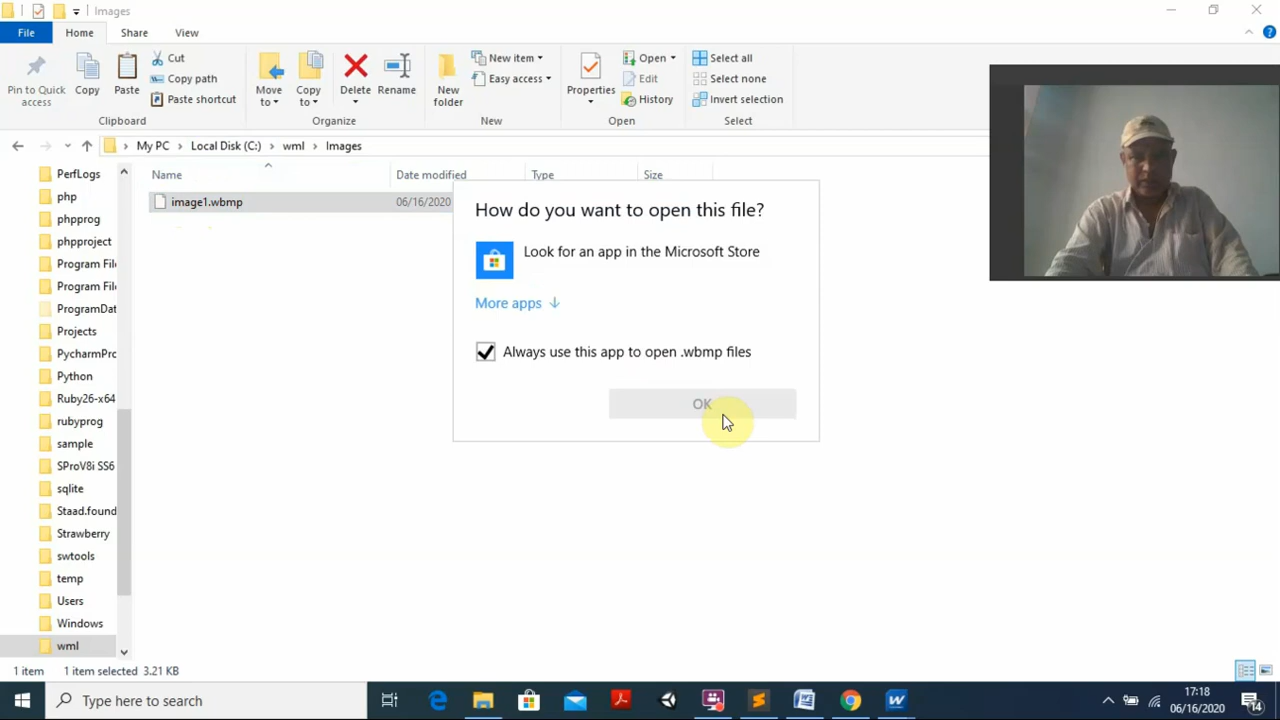 Images
File Home Share View
Pin to Quick access
Copy
Paste
Cut
Copy path
Paste shortcut
Clipboard
Move to
Copy to
Delete
Rename
Organize
New folder
New item
Easy access
New
Properties
Open
Edit
History
Open
Select all
Select none
Invert selection
Select
My PC > Local Disk (C:) > wml > Images
Name Date modified Type Size
image1.wbmp 06/16/2020
PerfLogs
php
phpprog
phpproject
Program Fil
Program File
ProgramDat
Projects
PycharmPro
Python
Ruby26-x64
rubyprog
sample
SProV8i SS6
sqlite
Staad.found
Strawberry
swtools
temp
Users
Windows
wml
How do you want to open this file?
Look for an app in the Microsoft Store
More apps ↓
Always use this app to open .wbmp files
OK
1 item 1 item selected 3.21 KB
Type here to search
17:18
06/16/2020
14